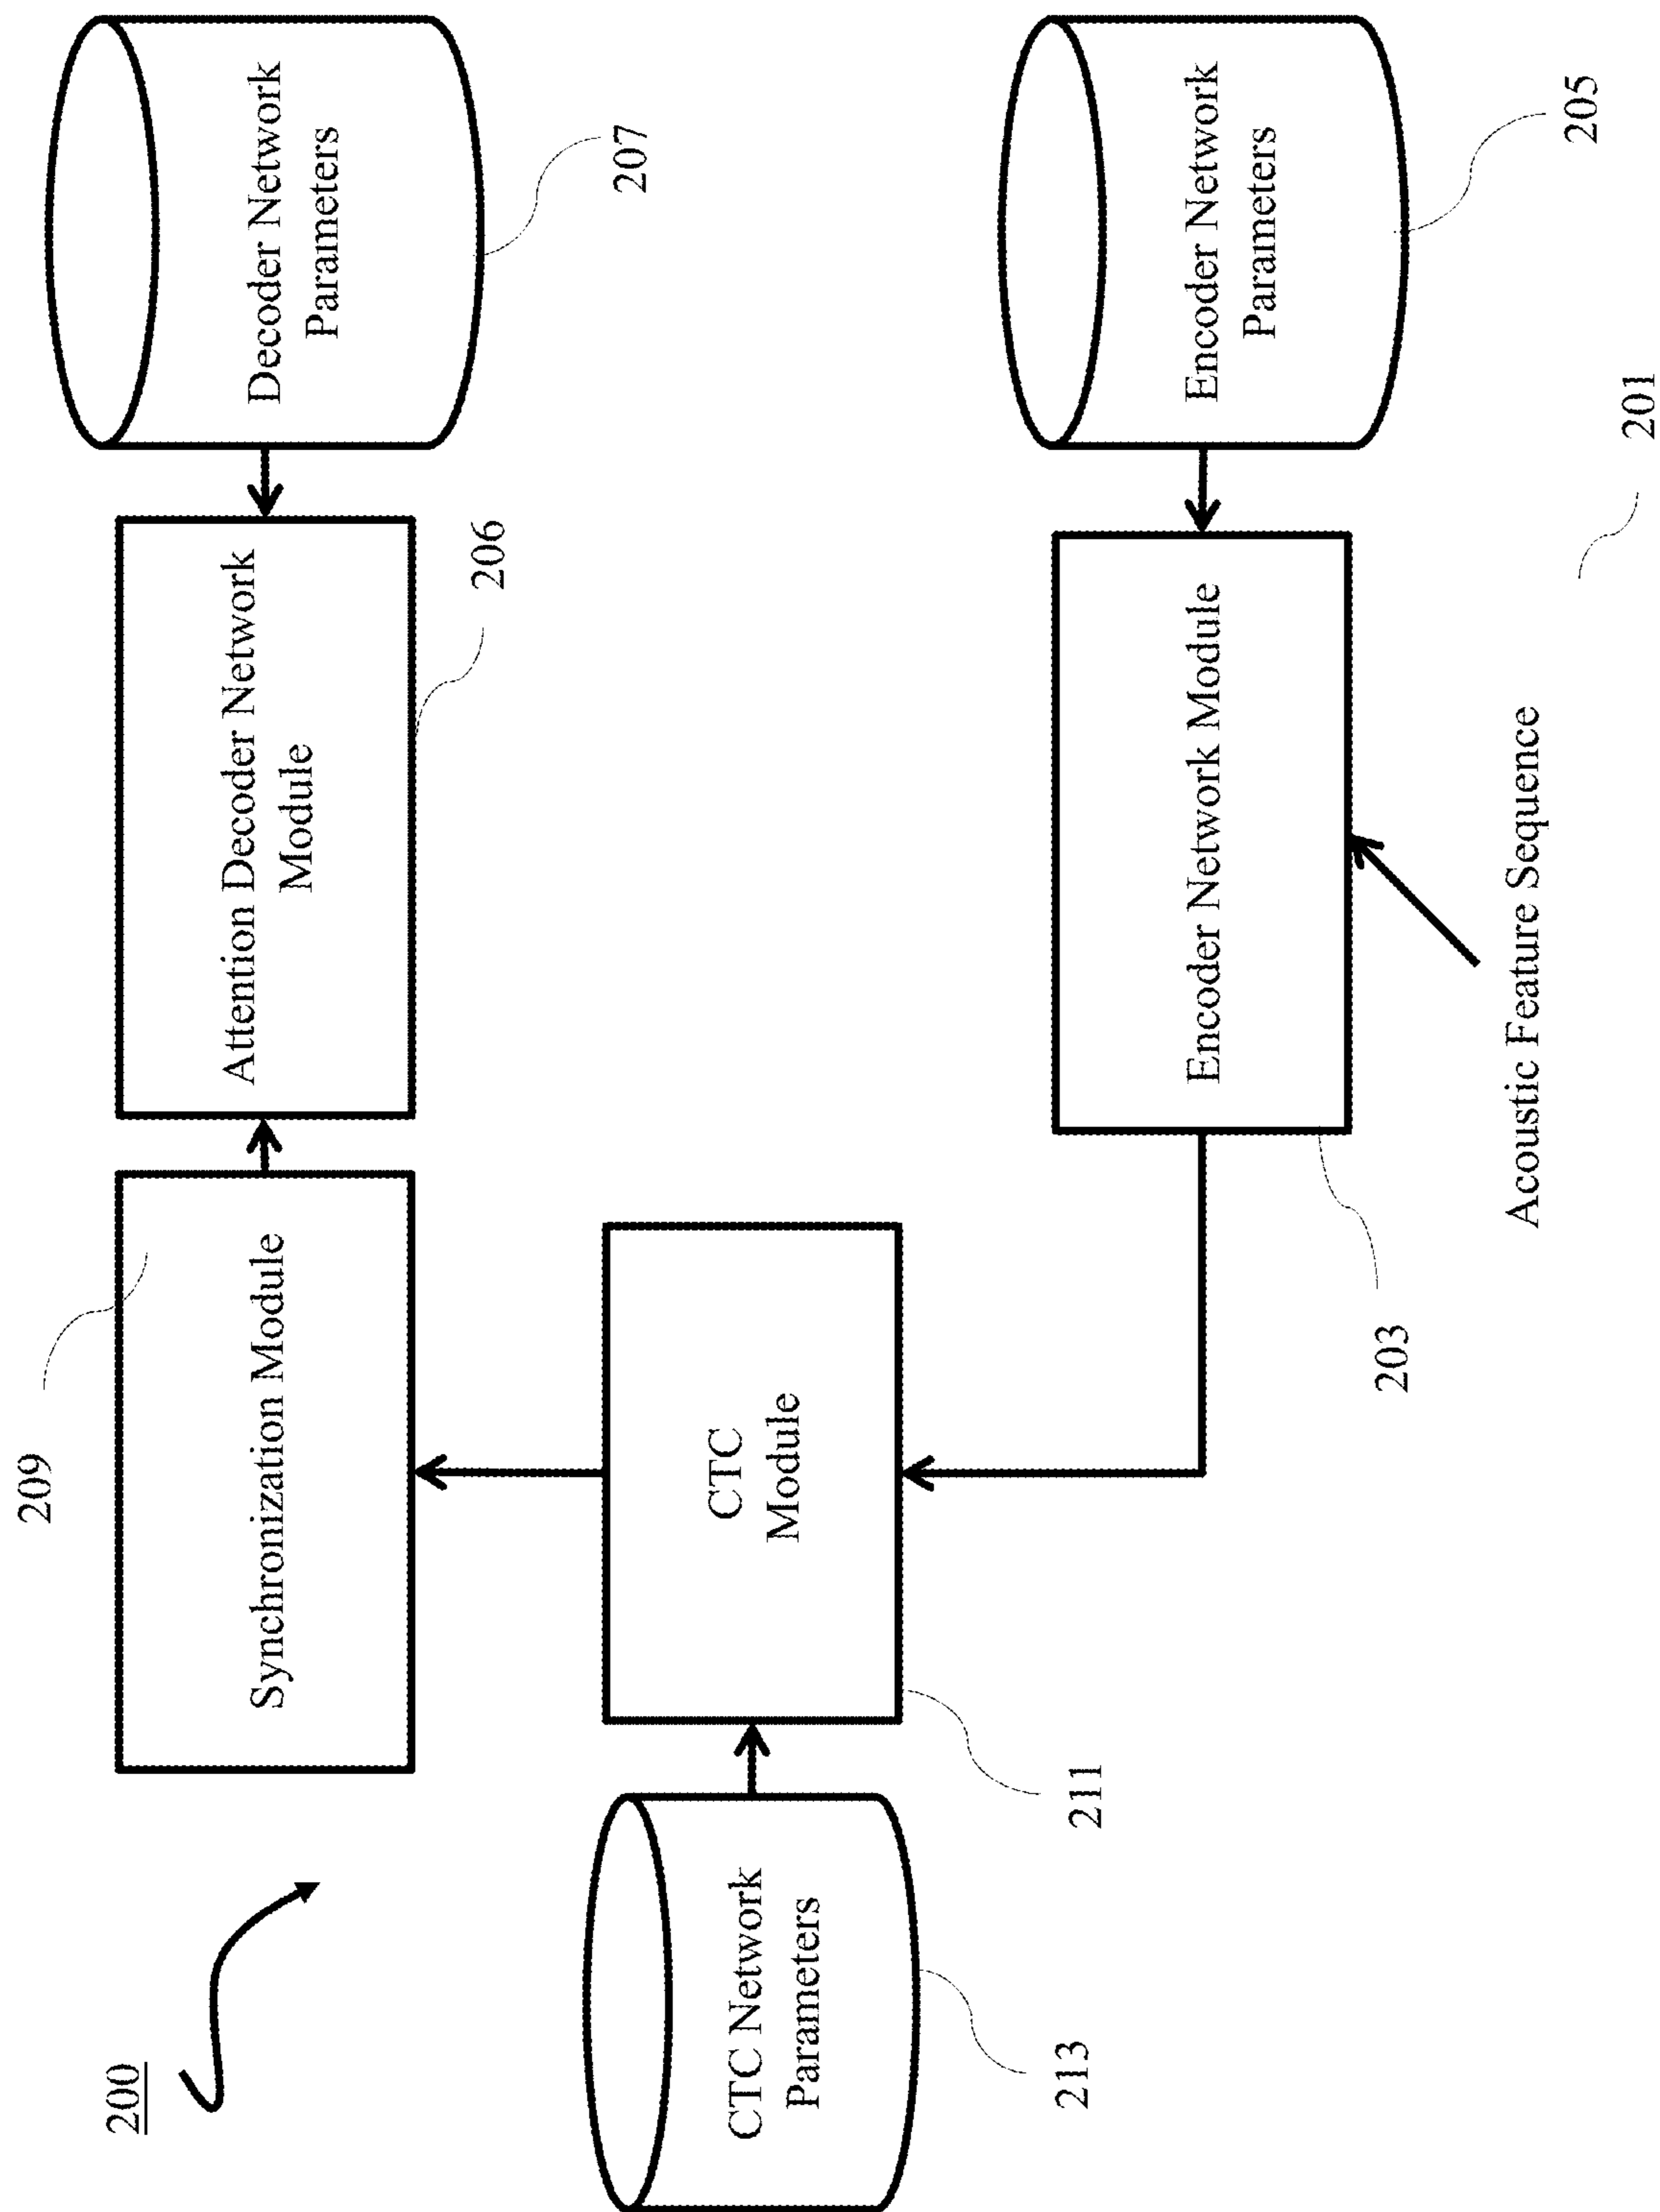 200
209
Synchronization Module
Attention Decoder Network
Module
206
Decoder Network
Parameters
207
CTC Network
Parameters
213
CTC
Module
211
Encoder Network Module
203
Encoder Network
Parameters
205
Acoustic Feature Sequence
201